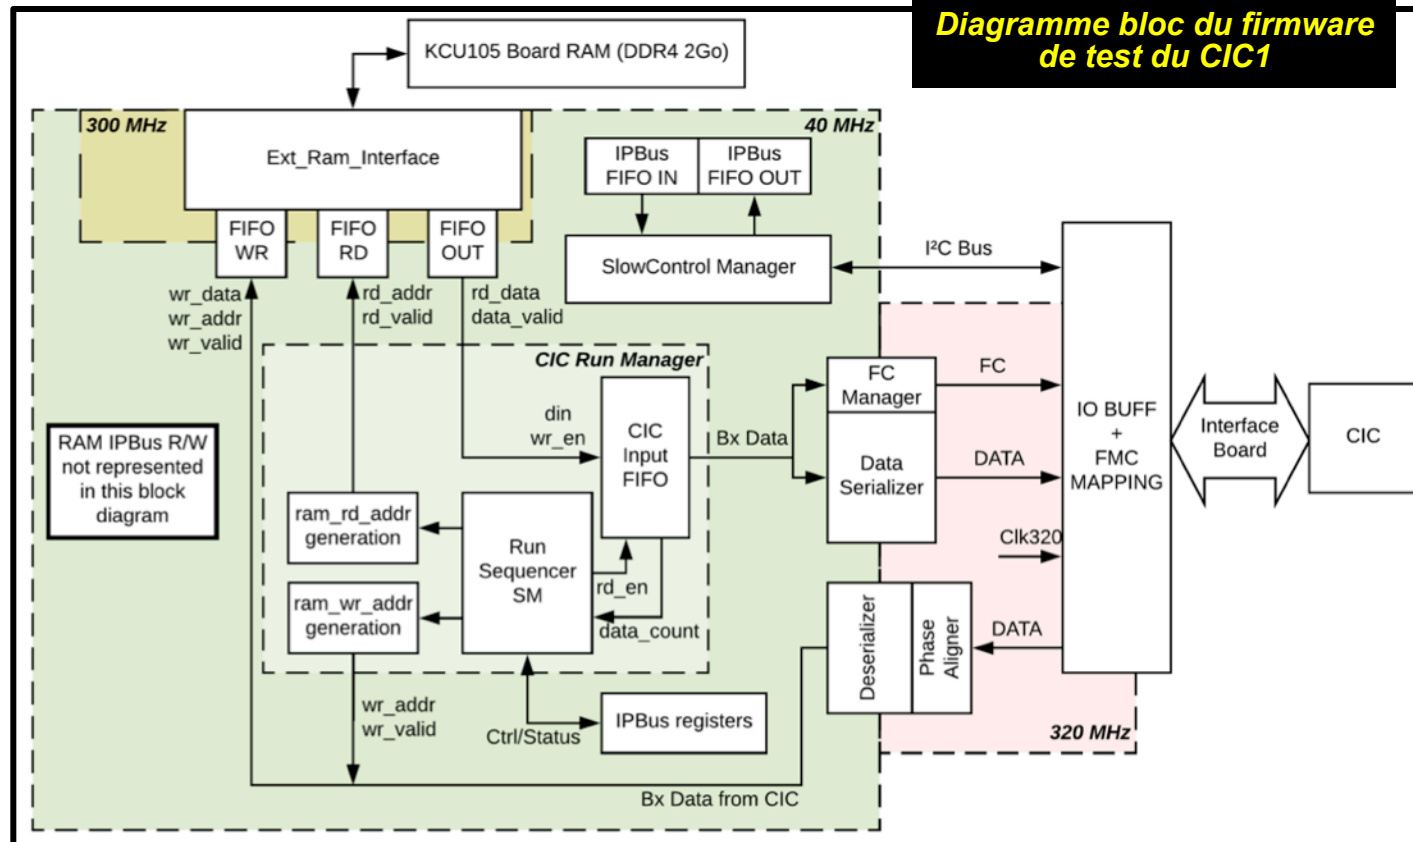 Diagramme bloc du firmware
de test du CIC1
KCU105 Board RAM (DDR4 2Go)
300 MHz
40 MHz
Ext_Ram_Interface
IPBus
FIFO IN
IPBus
FIFO OUT
FIFO
WR
FIFO
RD
FIFO
OUT
SlowControl Manager
I²C Bus
wr_data
wr_addr
wr_valid
rd_addr
rd_valid
rd_data
data_valid
CIC Run Manager
FC
Manager
FC
din
wr_en
CIC
Input
FIFO
Bx Data
Data
Serializer
DATA
IO BUFF
+
FMC
MAPPING
Interface
Board
CIC
RAM IPBus R/W
not represented
in this block
diagram
ram_rd_addr
generation
Run
Sequencer
SM
rd_en
Clk320
ram_wr_addr
generation
data_count
Deserializer
Phase
Aligner
DATA
wr_addr
wr_valid
Ctrl/Status
IPBus registers
320 MHz
Bx Data from CIC